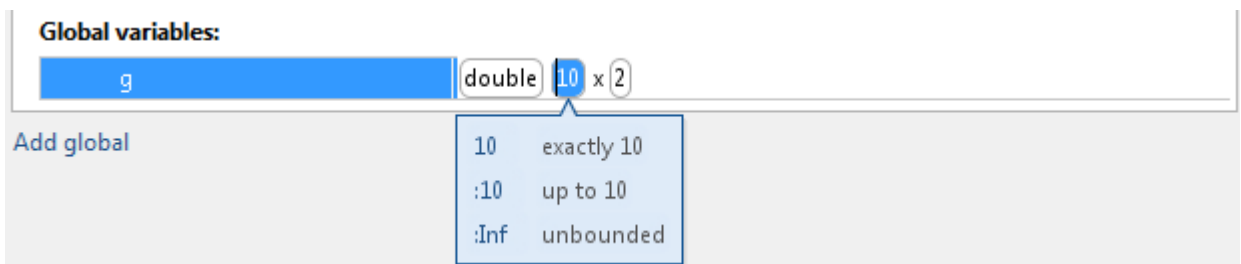 Global variables:
g double 10 x 2
Add global
10 exactly 10
:10 up to 10
:Inf unbounded